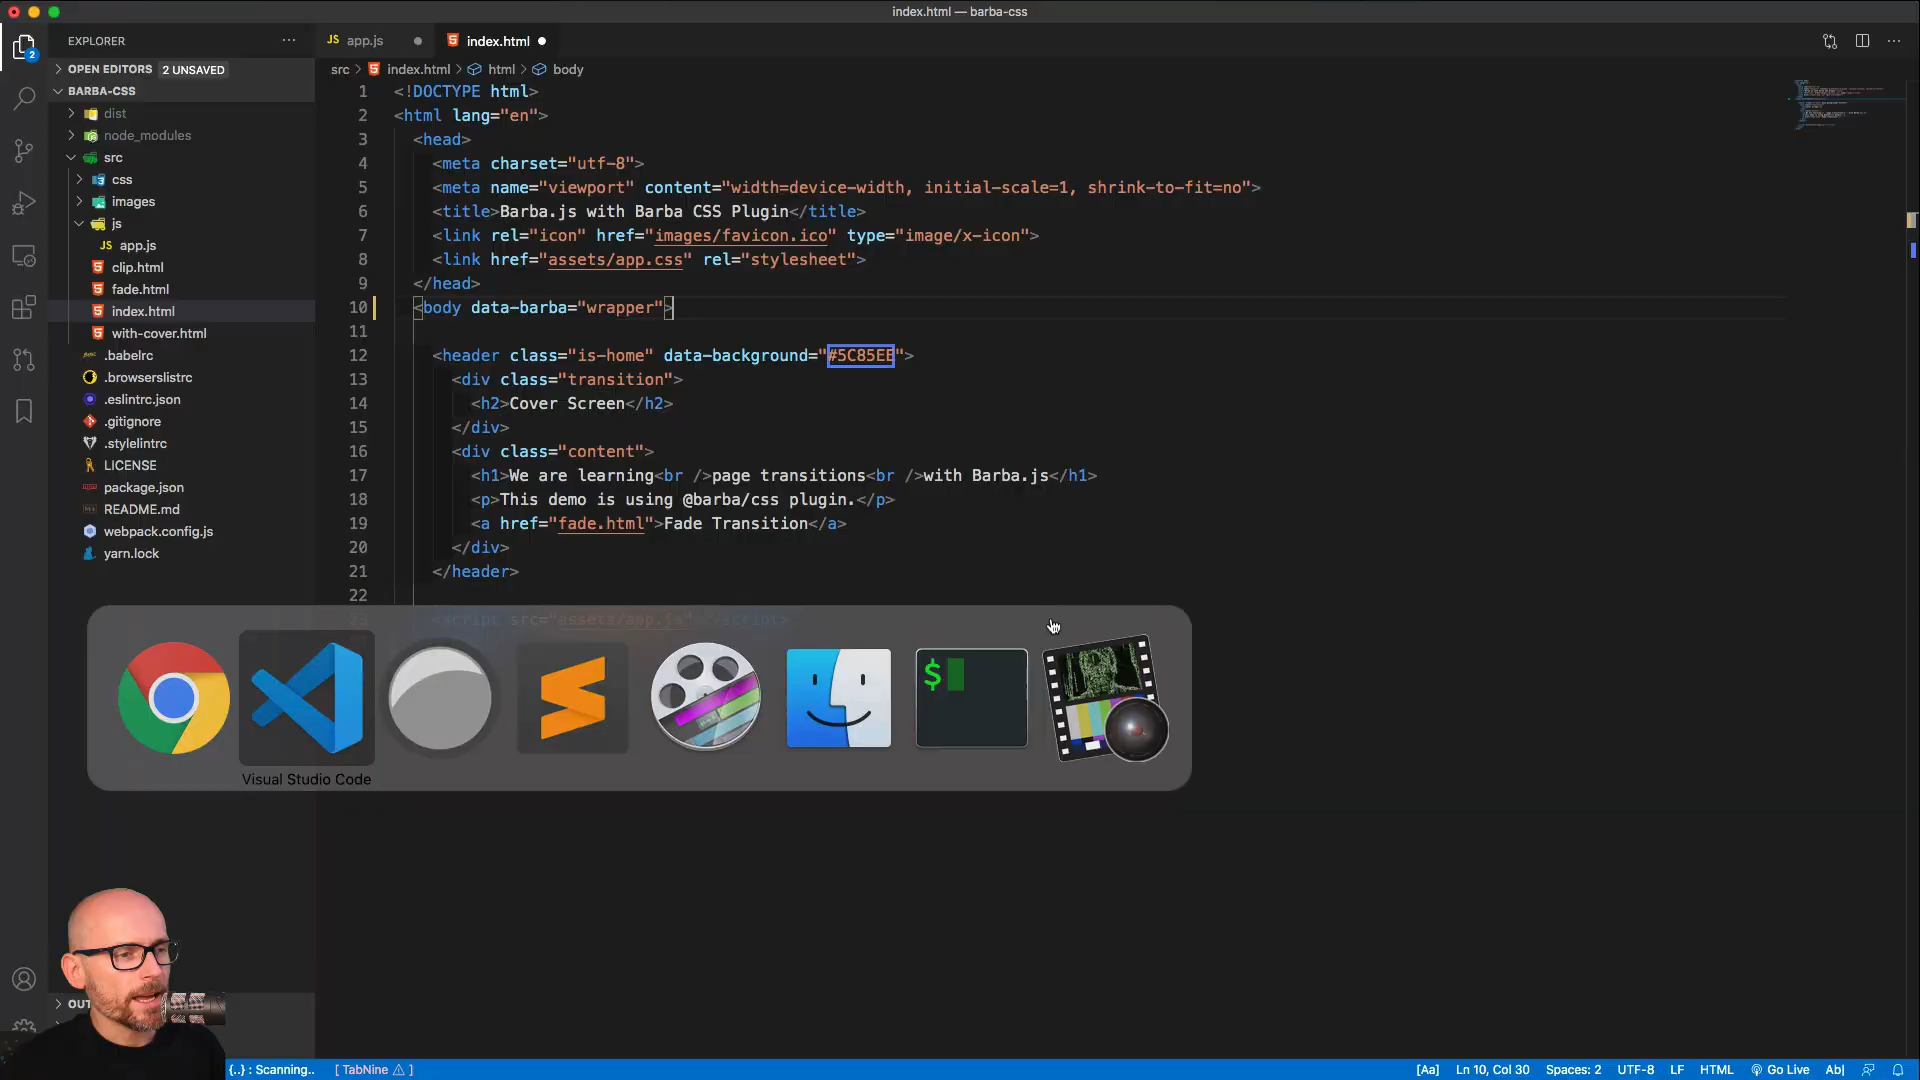 index.html — barba-css
EXPLORER
OPEN EDITORS 2 UNSAVED
BARBA-CSS
dist
node_modules
src
css
images
js
JS app.js
clip.html
fade.html
index.html
with-cover.html
.babelrc
.browserslistrc
.eslintrc.json
.gitignore
.stylelintrc
LICENSE
package.json
README.md
webpack.config.js
yarn.lock
OUT
2
JS app.js
index.html
src > index.html > html > body
1 <!DOCTYPE html>
2 <html lang="en">
3 <head>
4 <meta charset="utf-8">
5 <meta name="viewport" content="width=device-width, initial-scale=1, shrink-to-fit=no">
6 <title>Barba.js with Barba CSS Plugin</title>
7 <link rel="icon" href="images/favicon.ico" type="image/x-icon">
8 <link href="assets/app.css" rel="stylesheet">
9 </head>
10 <body data-barba="wrapper">
11
12 <header class="is-home" data-background="#5C85EE">
13 <div class="transition">
14 <h2>Cover Screen</h2>
15 </div>
16 <div class="content">
17 <h1>We are learning<br />page transitions<br />with Barba.js</h1>
18 <p>This demo is using @barba/css plugin.</p>
19 <a href="fade.html">Fade Transition</a>
20 </div>
21 </header>
22
23 <script src="assets/app.js"></script>
$
Visual Studio Code
{..} : Scanning.. [ TabNine ⚠ ]
[Aa] Ln 10, Col 30 Spaces: 2 UTF-8 LF HTML Go Live Ab|